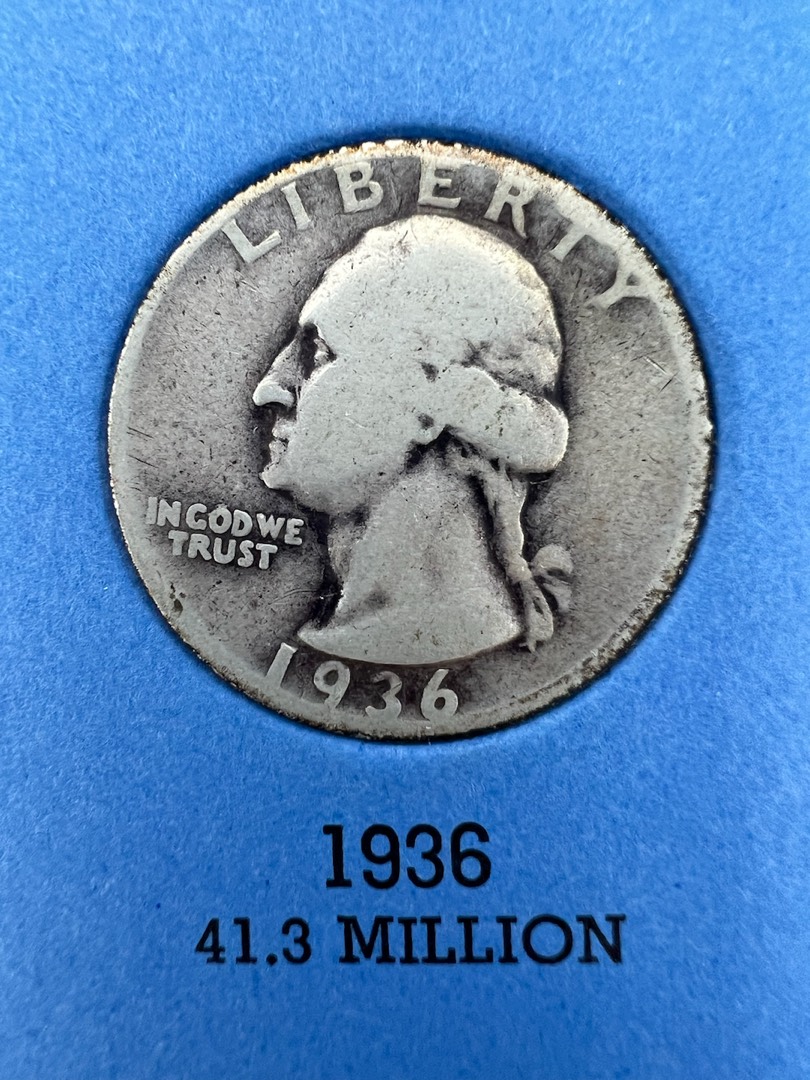 LIBERTY
IN GOD WE
TRUST
1936
1936
41.3 MILLION